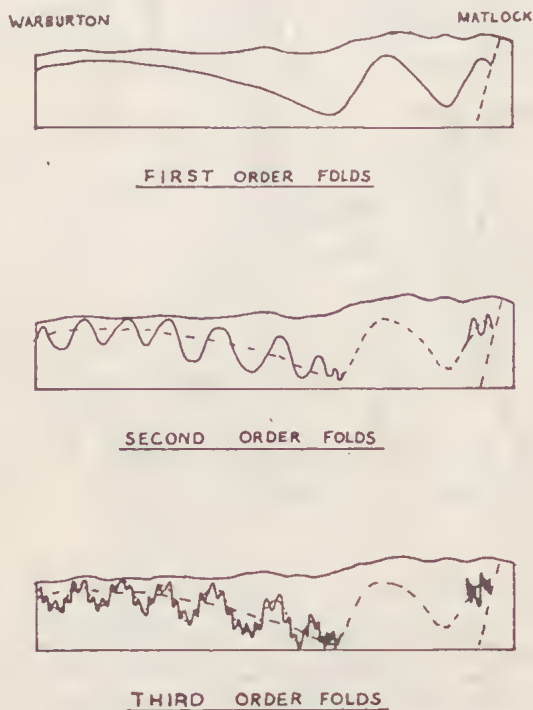 WARBURTON MATLOCK
FIRST ORDER FOLDS
SECOND ORDER FOLDS
THIRD ORDER FOLDS